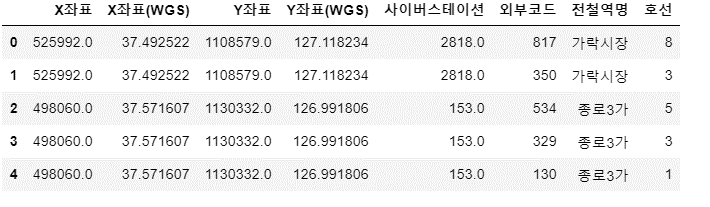 X좌표 X좌표(WGS) Y좌표 Y좌표(WGS) 사이버스테이션 외부코드 전철역명 호선
0 525992.0 37.492522 1108579.0 127.118234 2818.0 817 가락시장 8
1 525992.0 37.492522 1108579.0 127.118234 2818.0 350 가락시장 3
2 498060.0 37.571607 1130332.0 126.991806 153.0 534 종로3가 5
3 498060.0 37.571607 1130332.0 126.991806 153.0 329 종로3가 3
4 498060.0 37.571607 1130332.0 126.991806 153.0 130 종로3가 1